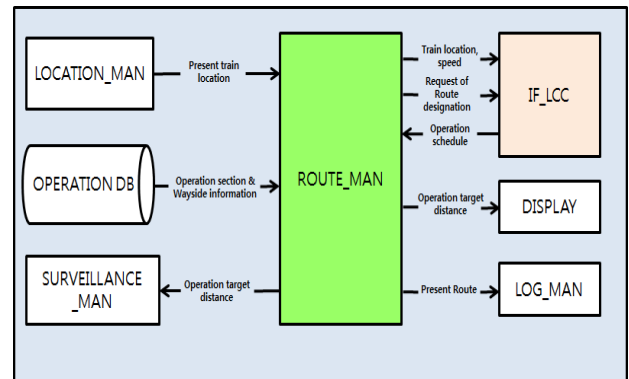 LOCATION_MAN
Present train
location
OPERATION DB
Operation section &
Wayside information
SURVEILLANCE
_MAN
Operation target
distance
ROUTE_MAN
Train location,
speed
Request of
Route
designation
Operation
schedule
IF_LCC
Operation target
distance
DISPLAY
Present Route
LOG_MAN